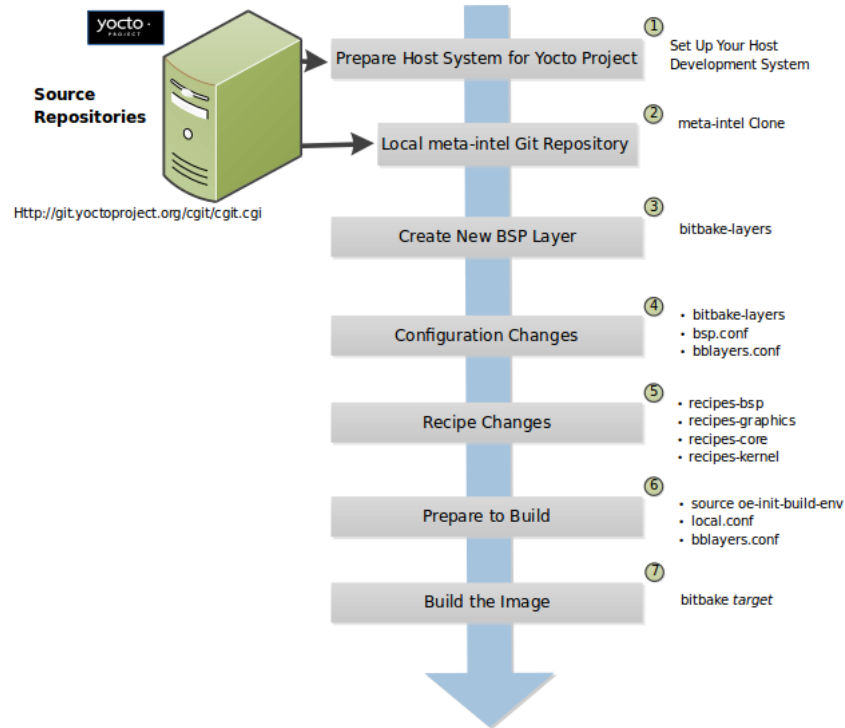 yocto ·
PROJECT
Source
Repositories
Http://git.yoctoproject.org/cgit/cgit.cgi
Prepare Host System for Yocto Project
1
Set Up Your Host
Development System
Local meta-intel Git Repository
2
meta-intel Clone
Create New BSP Layer
3
bitbake-layers
Configuration Changes
4
• bitbake-layers
• bsp.conf
• bblayers.conf
Recipe Changes
5
• recipes-bsp
• recipes-graphics
• recipes-core
• recipes-kernel
Prepare to Build
6
• source oe-init-build-env
• local.conf
• bblayers.conf
Build the Image
7
bitbake target